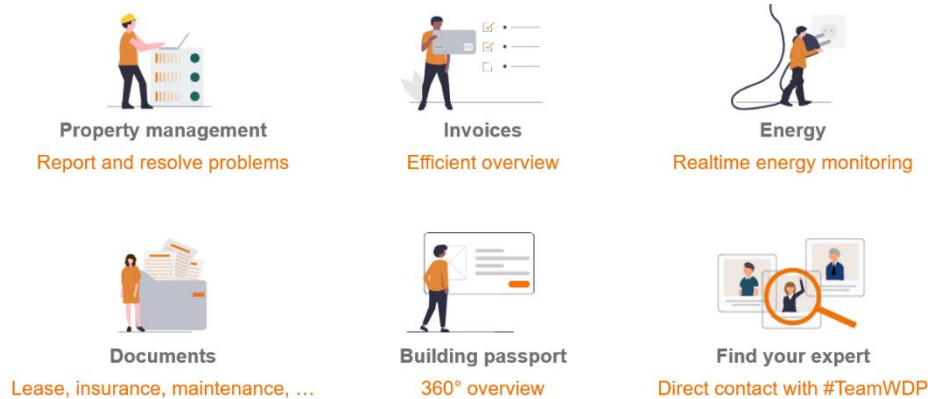 Property management
Report and resolve problems
Invoices
Efficient overview
Energy
Realtime energy monitoring
Documents
Lease, insurance, maintenance, …
Building passport
360° overview
Find your expert
Direct contact with #TeamWDP